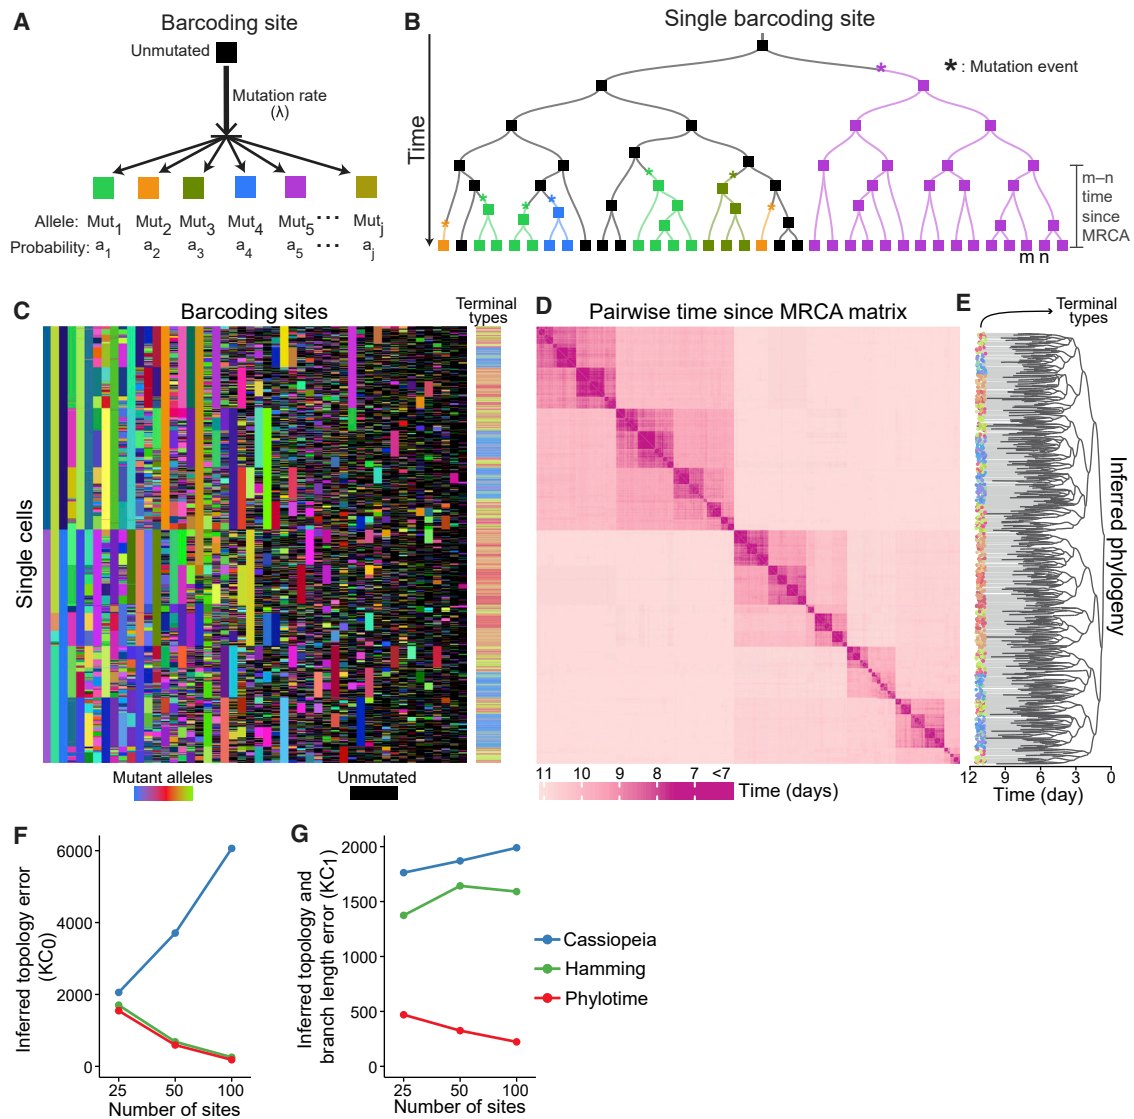 A
Barcoding site
Unmutated
Mutation rate
(λ)
Allele: Mut1 Mut2 Mut3 Mut4 Mut5 ··· Mutj
Probability: a1 a2 a3 a4 a5 ··· aj
B
Single barcoding site
* : Mutation event
Time
m–n
time
since
MRCA
m n
C
Barcoding sites
Terminal
types
Single cells
Mutant alleles
Unmutated
D
Pairwise time since MRCA matrix
11 10 9 8 7 <7
Time (days)
E
Terminal
types
Inferred phylogeny
12 9 6 3 0
Time (day)
F
Inferred topology error
(KC0)
6000
4000
2000
0
25 50 100
Number of sites
G
Inferred topology and
branch length error (KC1)
2000
1500
1000
500
0
25 50 100
Number of sites
Cassiopeia
Hamming
Phylotime